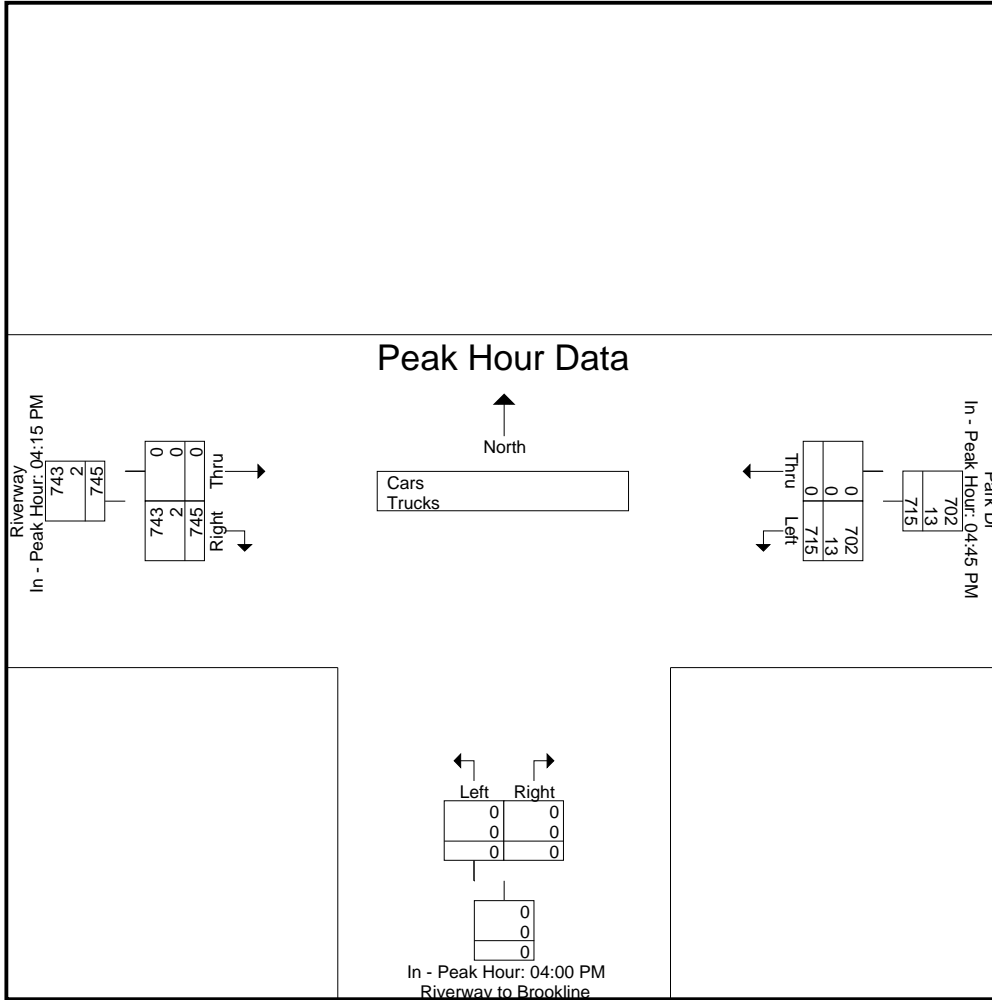 Peak Hour Data
North
Cars
Trucks
Riverway
In - Peak Hour: 04:15 PM
743
2
745
0
0
0
Thru
743
2
745
Right
Park Dr
In - Peak Hour: 04:45 PM
702
13
715
0
0
0
Thru
702
13
715
Left
Left Right
0 0
0 0
0 0
0
0
0
In - Peak Hour: 04:00 PM
Riverway to Brookline